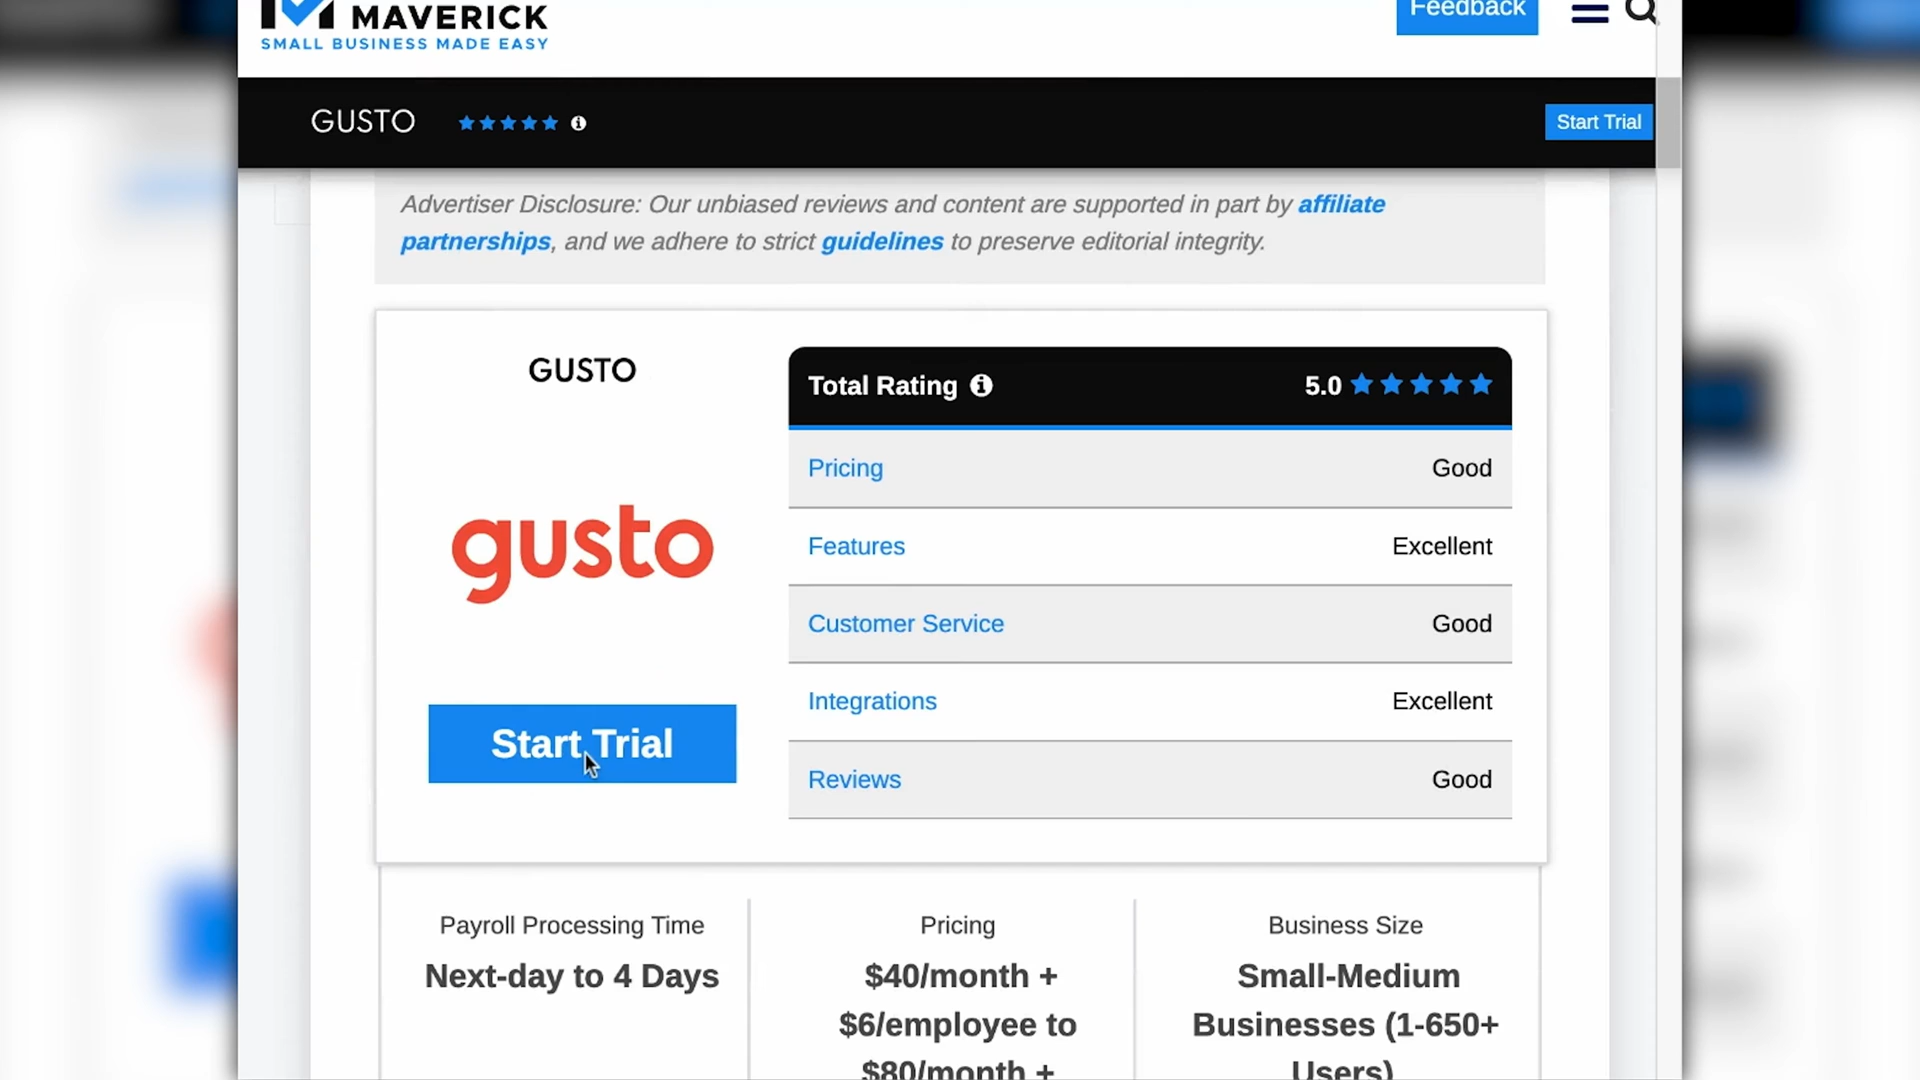 MAVERICK
SMALL BUSINESS MADE EASY
Feedback
GUSTO
Start Trial
Advertiser Disclosure: Our unbiased reviews and content are supported in part by affiliate
partnerships, and we adhere to strict guidelines to preserve editorial integrity.
GUSTO
gusto
Start Trial
Total Rating 5.0
Pricing Good
Features Excellent
Customer Service Good
Integrations Excellent
Reviews Good
Payroll Processing Time
Next-day to 4 Days
Pricing
$40/month +
$6/employee to
$80/month +
Business Size
Small-Medium
Businesses (1-650+
Users)